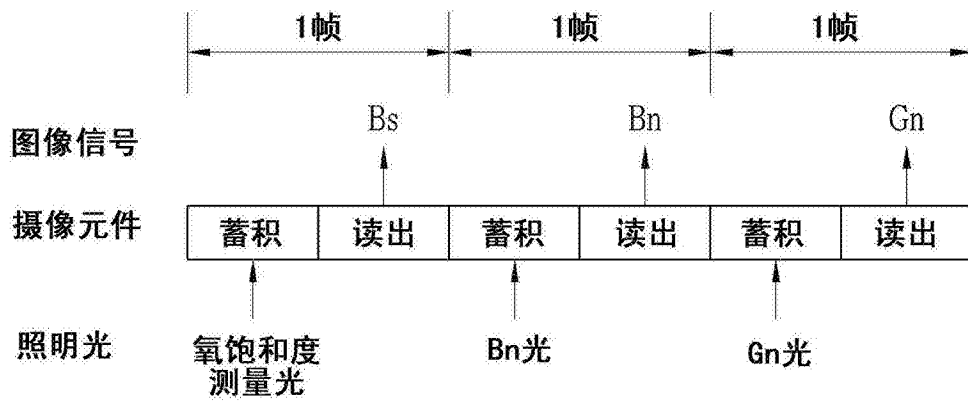 1帧 1帧 1帧
图像信号 Bs Bn Gn
摄像元件 蓄积 读出 蓄积 读出 蓄积 读出
照明光 氧饱和度 Bn光 Gn光
测量光